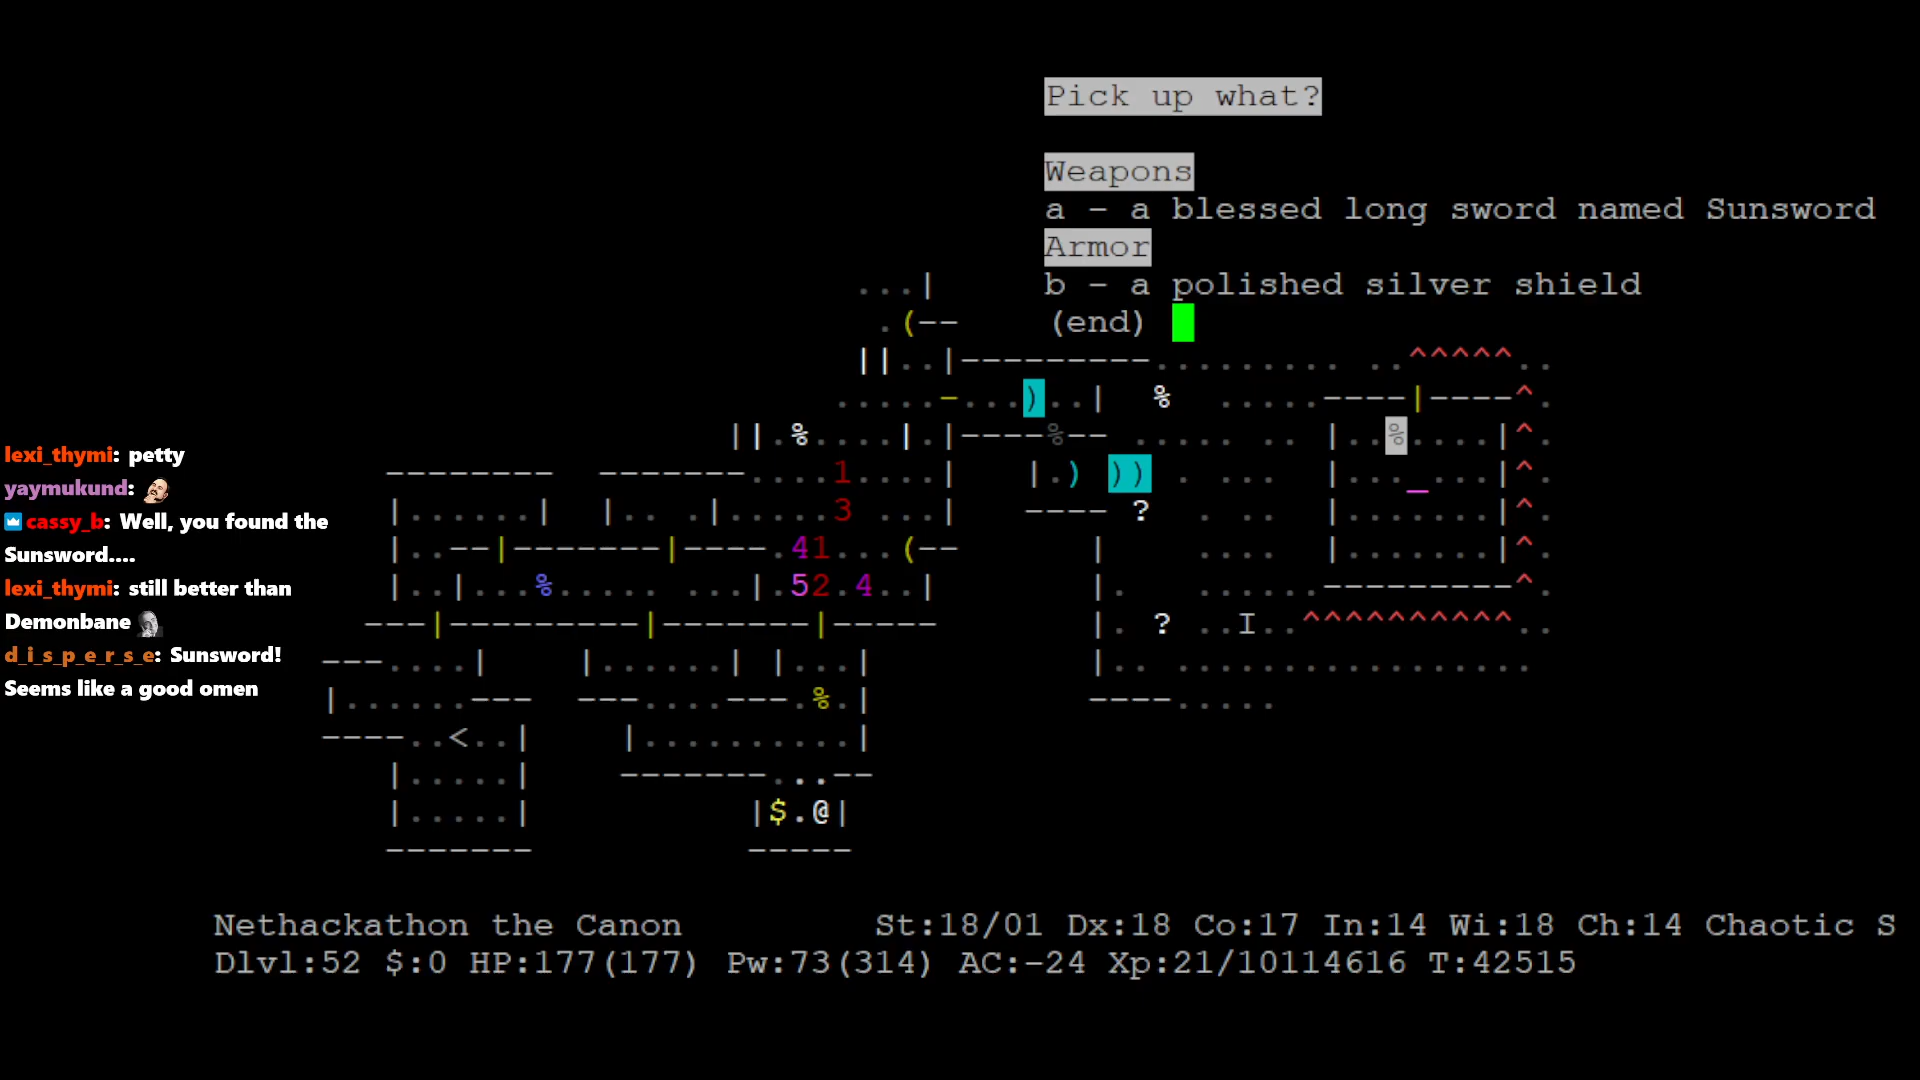 Pick up what?
Weapons
a - a blessed long sword named Sunsword
Armor
b - a polished silver shield
(end)
lexi_thymi: petty
yaymukund:
cassy_b: Well, you found the
Sunsword....
lexi_thymi: still better than
Demonbane
d_i_s_p_e_r_s_e: Sunsword!
Seems like a good omen
Nethackathon the Canon St:18/01 Dx:18 Co:17 In:14 Wi:18 Ch:14 Chaotic S
Dlvl:52 $:0 HP:177(177) Pw:73(314) AC:-24 Xp:21/10114616 T:42515